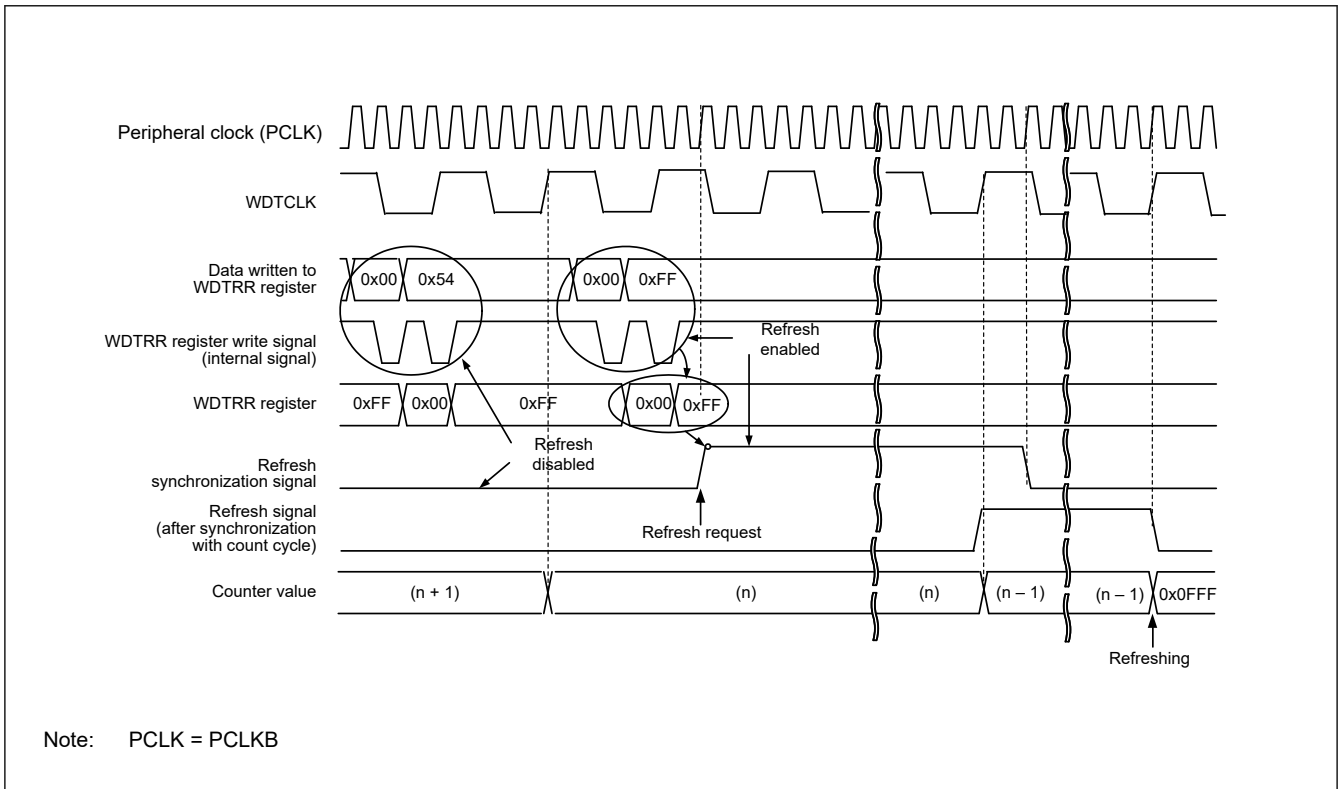 Peripheral clock (PCLK)
WDTCLK
Data written to
WDTRR register
0x00
0x54
0x00
0xFF
WDTRR register write signal
(internal signal)
Refresh
enabled
WDTRR register
0xFF
0x00
0xFF
0x00
0xFF
Refresh
disabled
Refresh
synchronization signal
Refresh request
Refresh signal
(after synchronization
with count cycle)
Counter value
(n + 1)
(n)
(n)
(n – 1)
(n – 1)
0x0FFF
Refreshing
Note: PCLK = PCLKB